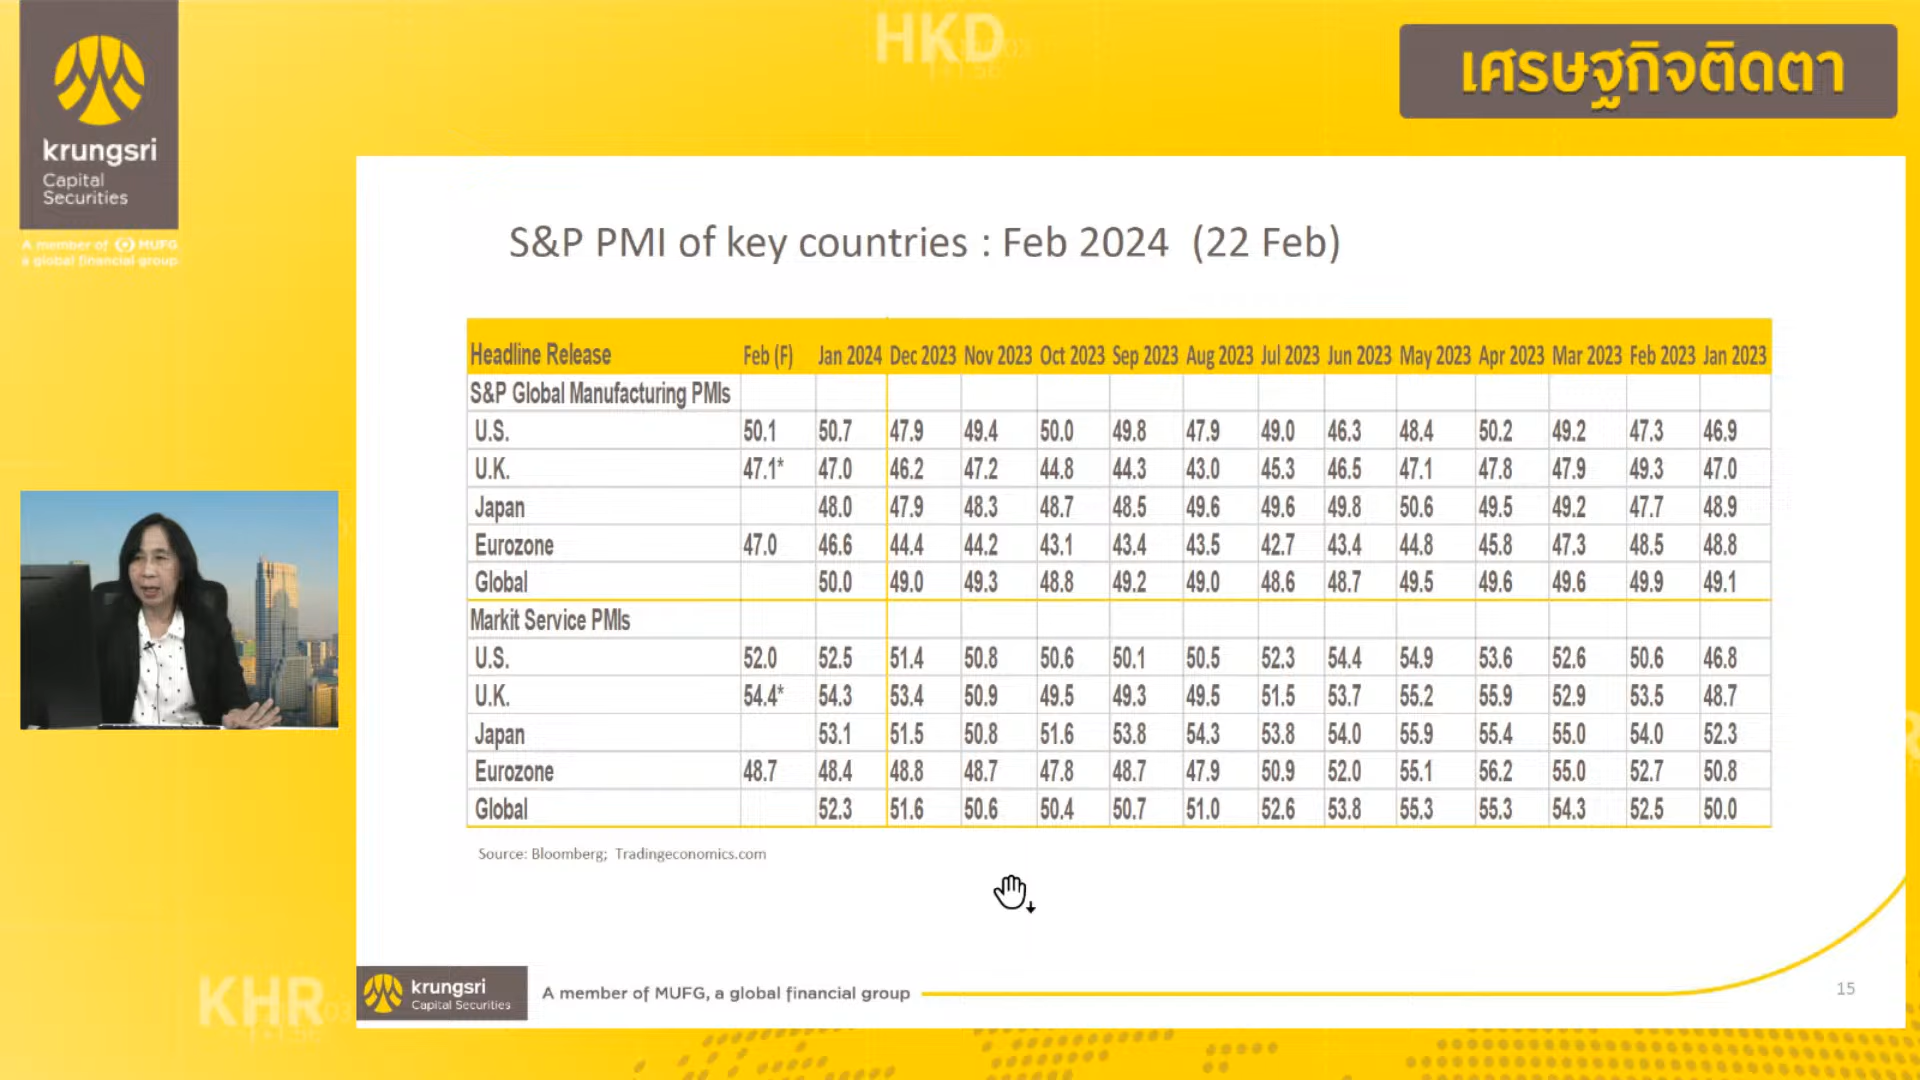 HKD
เศรษฐกิจติดตา
krungsri
Capital
Securities
A member of MUFG
a global financial group
S&P PMI of key countries : Feb 2024 (22 Feb)
Headline Release Feb (F) Jan 2024 Dec 2023 Nov 2023 Oct 2023 Sep 2023 Aug 2023 Jul 2023 Jun 2023 May 2023 Apr 2023 Mar 2023 Feb 2023 Jan 2023
S&P Global Manufacturing PMIs
U.S. 50.1 50.7 47.9 49.4 50.0 49.8 47.9 49.0 46.3 48.4 50.2 49.2 47.3 46.9
U.K. 47.1* 47.0 46.2 47.2 44.8 44.3 43.0 45.3 46.5 47.1 47.8 47.9 49.3 47.0
Japan 48.0 47.9 48.3 48.7 48.5 49.6 49.6 49.8 50.6 49.5 49.2 47.7 48.9
Eurozone 47.0 46.6 44.4 44.2 43.1 43.4 43.5 42.7 43.4 44.8 45.8 47.3 48.5 48.8
Global 50.0 49.0 49.3 48.8 49.2 49.0 48.6 48.7 49.5 49.6 49.6 49.9 49.1
Markit Service PMIs
U.S. 52.0 52.5 51.4 50.8 50.6 50.1 50.5 52.3 54.4 54.9 53.6 52.6 50.6 46.8
U.K. 54.4* 54.3 53.4 50.9 49.5 49.3 49.5 51.5 53.7 55.2 55.9 52.9 53.5 48.7
Japan 53.1 51.5 50.8 51.6 53.8 54.3 53.8 54.0 55.9 55.4 55.0 54.0 52.3
Eurozone 48.7 48.4 48.8 48.7 47.8 48.7 47.9 50.9 52.0 55.1 56.2 55.0 52.7 50.8
Global 52.3 51.6 50.6 50.4 50.7 51.0 52.6 53.8 55.3 55.3 54.3 52.5 50.0
Source: Bloomberg; Tradingeconomics.com
KHR
krungsri
Capital Securities
A member of MUFG, a global financial group
15